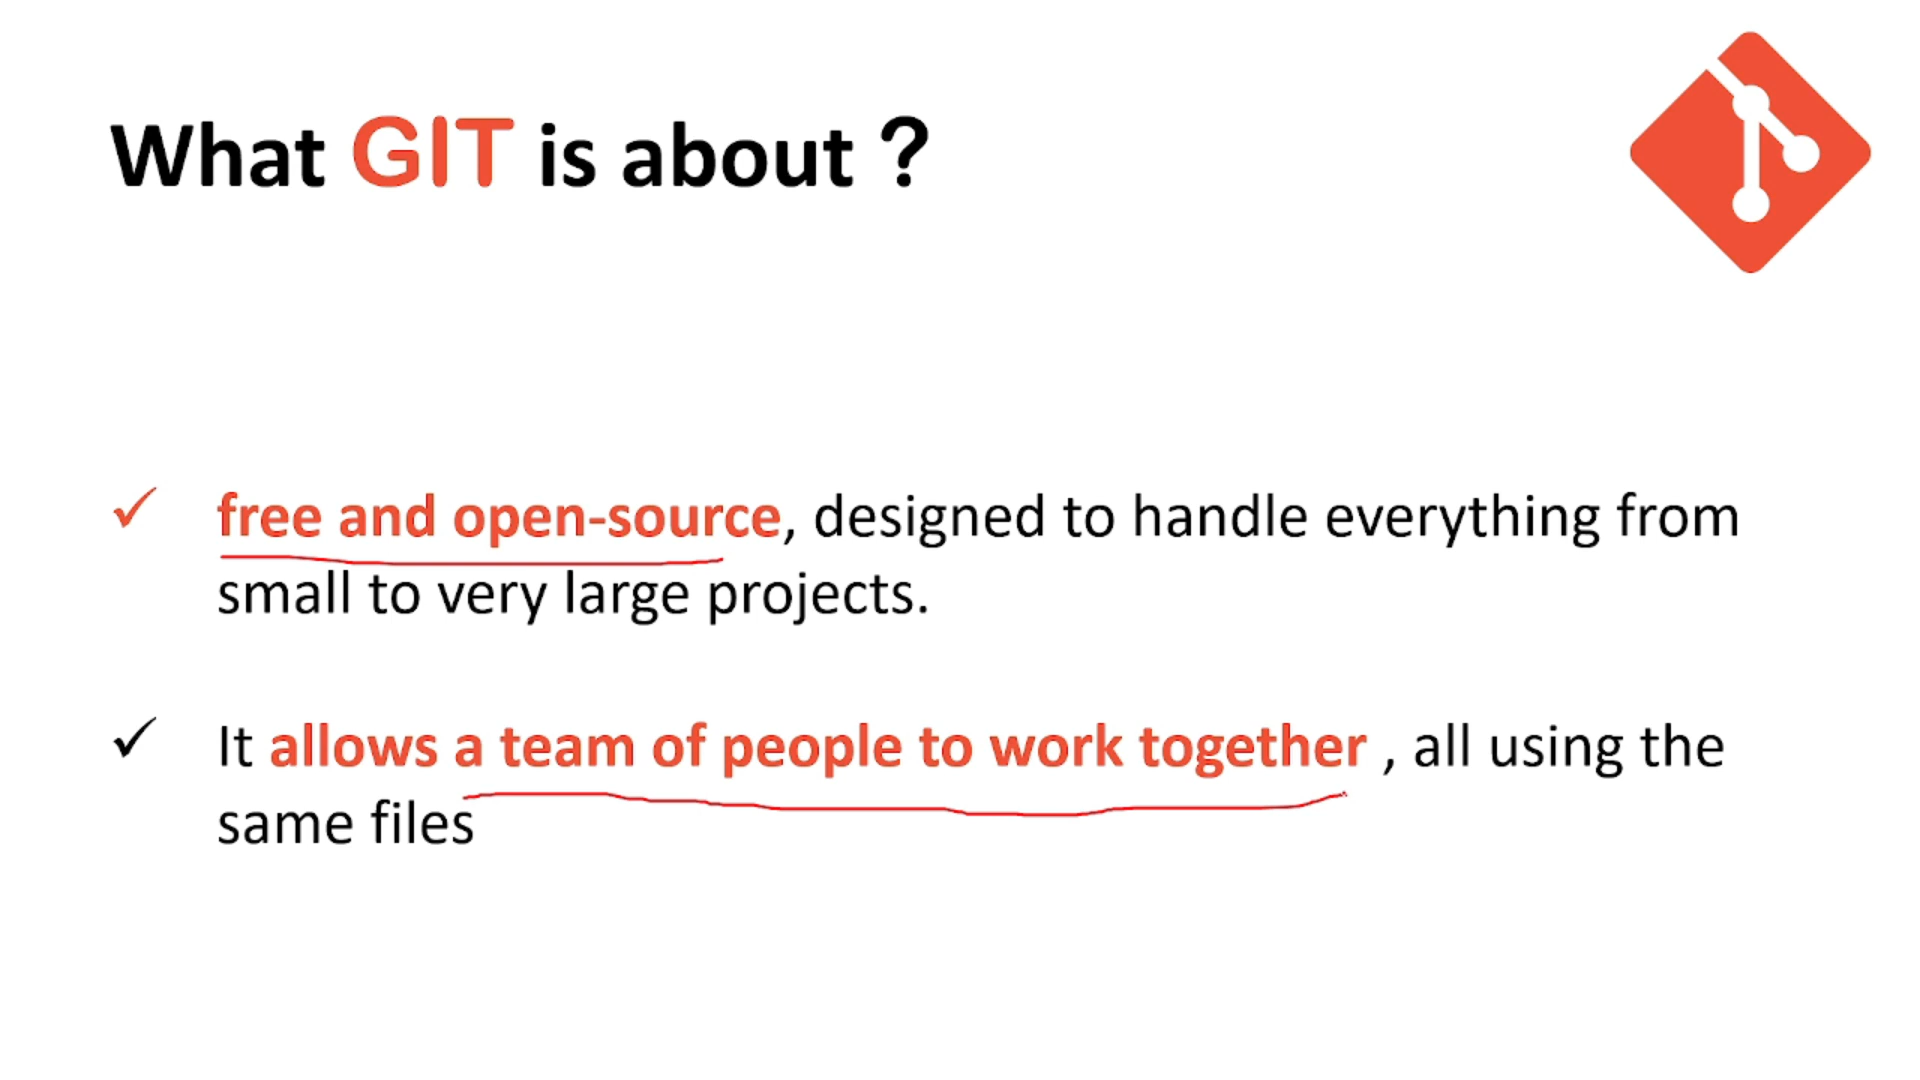 What GIT is about ?
✓ free and open-source, designed to handle everything from
small to very large projects.
✓ It allows a team of people to work together , all using the
same files